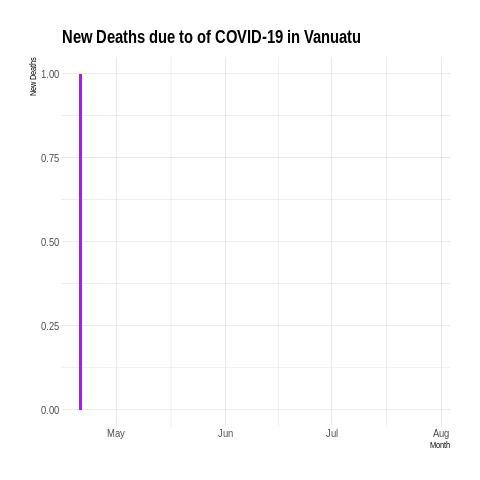 New Deaths due to of COVID-19 in Vanuatu
New Deaths
1.00
0.75
0.50
0.25
0.00
May Jun Jul Aug
Month